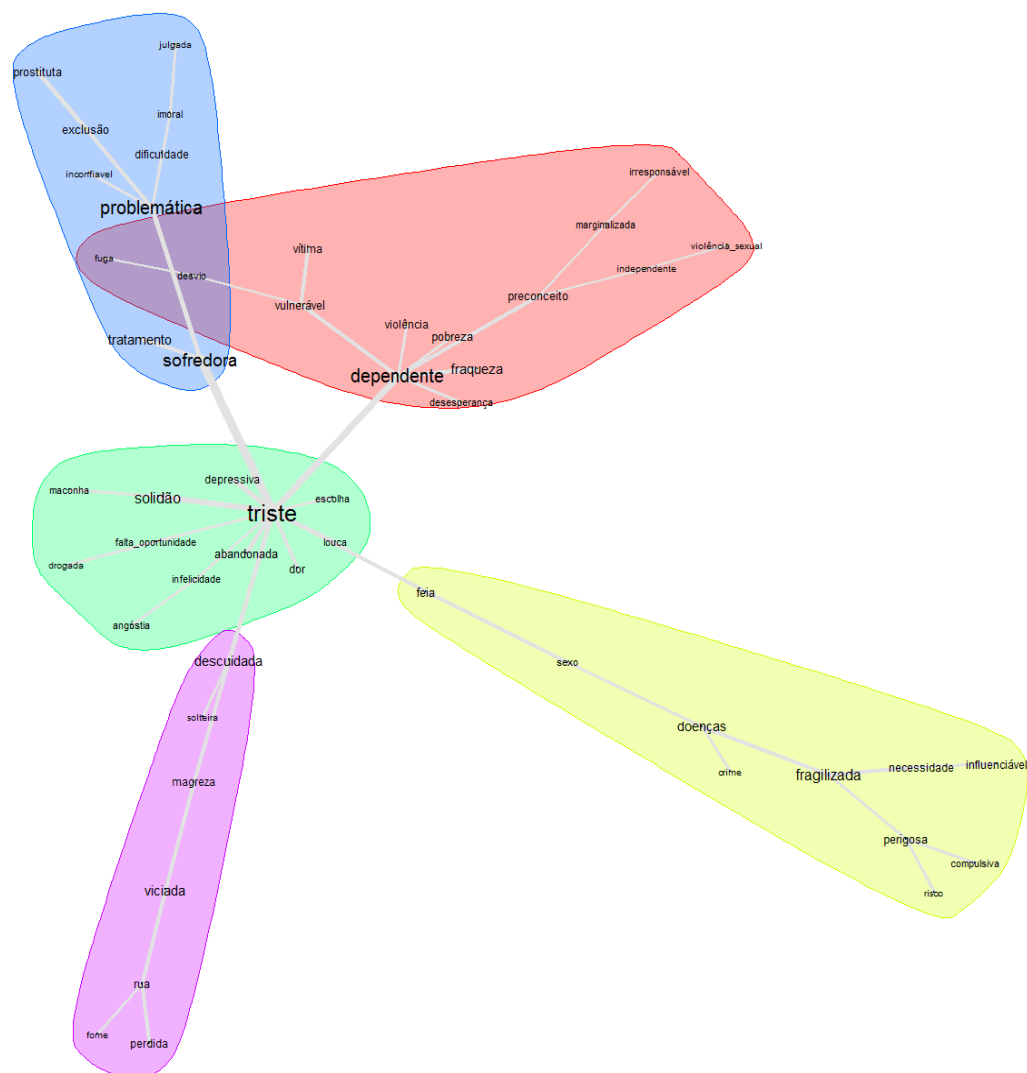 julgada
prostituta
imoral
exclusão
dificuldade
inconfiavel
problemática
irresponsável
marginalizada
violência_sexual
vítima
fuga
independente
desvio
preconceito
vulnerável
violência
pobreza
tratamento
sofredora
dependente
fraqueza
desesperança
depressiva
maconha
solidão
escolha
triste
falta_oportunidade
louca
abandonada
drogada
dor
infelicidade
feia
angústia
descuidada
sexo
solteira
doenças
crime
fragilizada
necessidade
influenciável
magreza
perigosa
compulsiva
viciada
risco
rua
fome
perdida